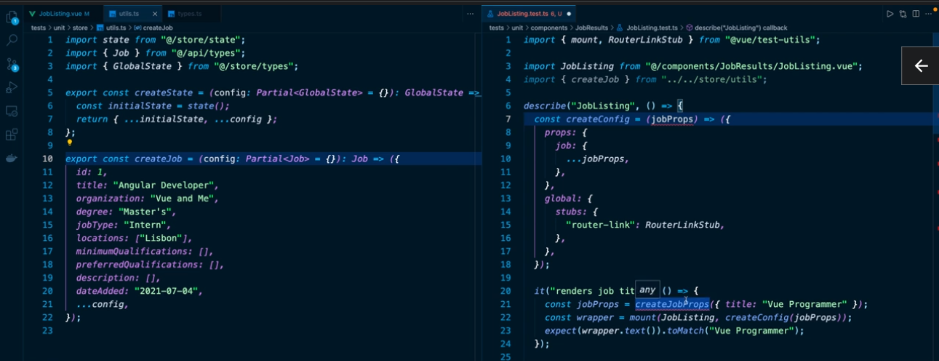 JobListing.vue 4
utils.ts
types.ts
tests > unit > store > utils.ts > createJob
1 import state from "@/store/state";
2 import { Job } from "@/api/types";
3 import { GlobalState } from "@/store/types";
4
5 export const createState = (config: Partial<GlobalState> = {}): GlobalState =>
6 const initialState = state();
7 return { ...initialState, ...config };
8 };
9
10 export const createJob = (config: Partial<Job> = {}): Job => ({
11 id: 1,
12 title: "Angular Developer",
13 organization: "Vue and Me",
14 degree: "Master's",
15 jobType: "Intern",
16 locations: ["Lisbon"],
17 minimumQualifications: [],
18 preferredQualifications: [],
19 description: [],
20 dateAdded: "2021-07-04",
21 ...config,
22 });
23
JobListing.test.ts 6, U
tests > unit > components > JobResults > JobListing.test.ts > describe("JobListing") callback
1 import { mount, RouterLinkStub } from "@vue/test-utils";
2
3 import JobListing from "@/components/JobResults/JobListing.vue";
4 import { createJob } from "../../store/utils";
5
6 describe("JobListing", () => {
7 const createConfig = (jobProps) => ({
8 props: {
9 job: {
10 ...jobProps,
11 },
12 },
13 global: {
14 stubs: {
15 "router-link": RouterLinkStub,
16 },
17 },
18 });
19
any
20 it("renders job tit () => {
21 const jobProps = createJobProps({ title: "Vue Programmer" });
22 const wrapper = mount(JobListing, createConfig(jobProps));
23 expect(wrapper.text()).toMatch("Vue Programmer");
24 });
25